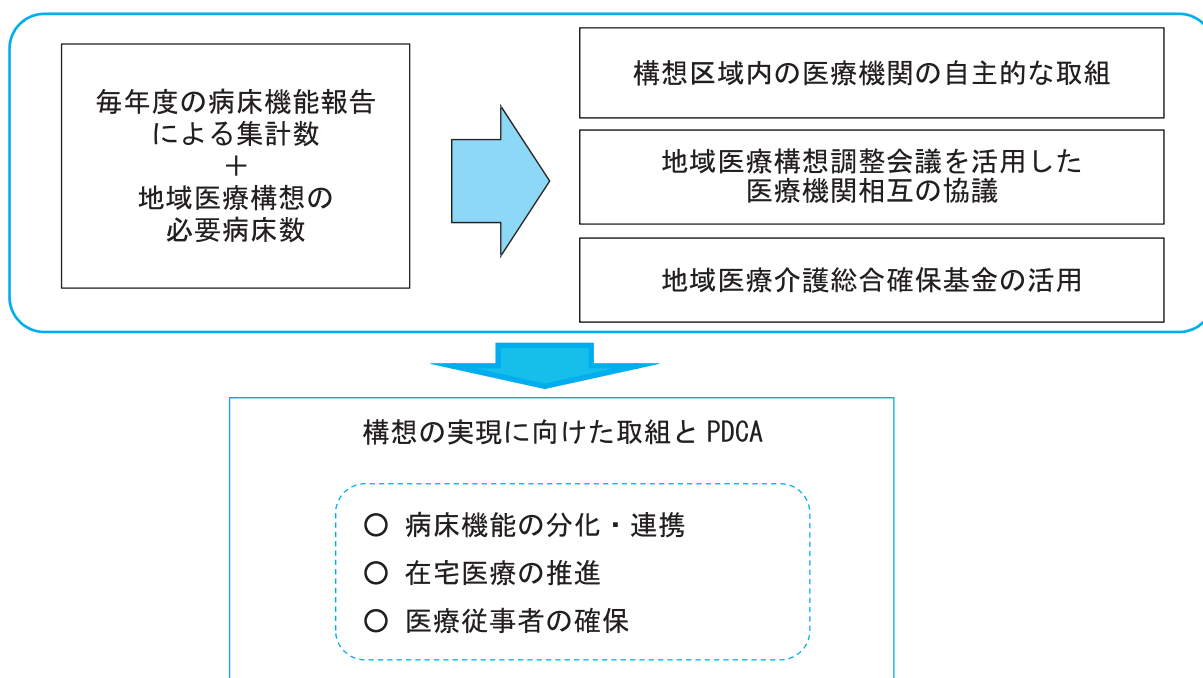 毎年度の病床機能報告
による集計数
＋
地域医療構想の
必要病床数
構想区域内の医療機関の自主的な取組
地域医療構想調整会議を活用した
医療機関相互の協議
地域医療介護総合確保基金の活用
構想の実現に向けた取組と PDCA
○ 病床機能の分化・連携
○ 在宅医療の推進
○ 医療従事者の確保